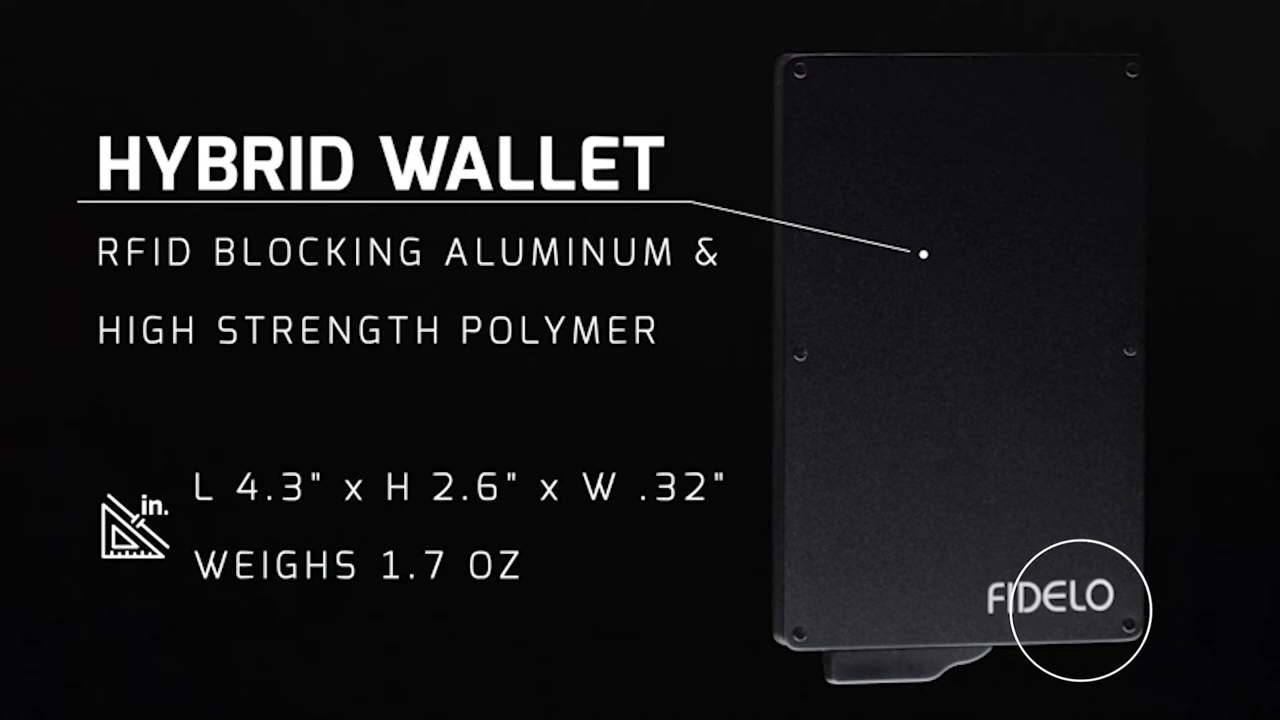 HYBRID WALLET
RFID BLOCKING ALUMINUM &
HIGH STRENGTH POLYMER
in.
L 4.3" x H 2.6" x W .32"
WEIGHS 1.7 OZ
FIDELO